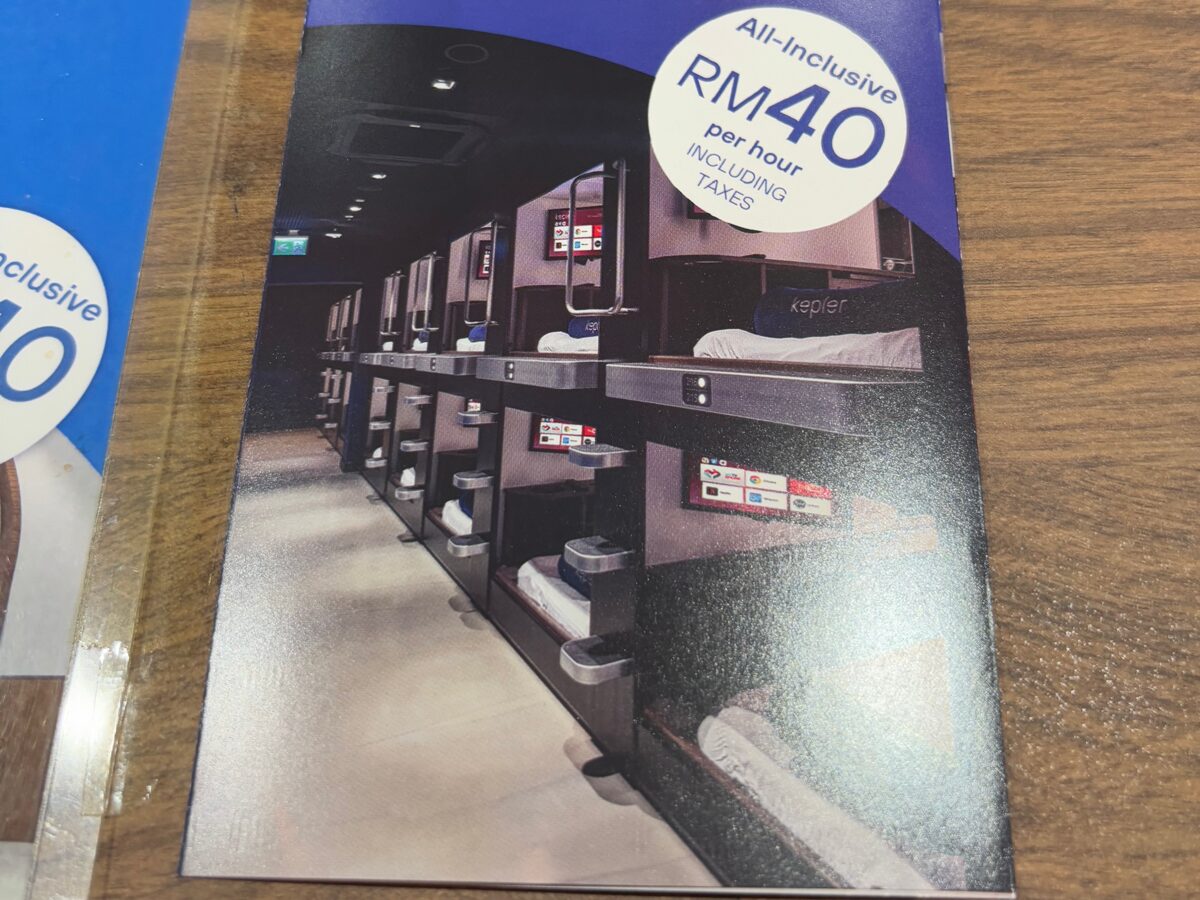 All-Inclusive
RM40
per hour
INCLUDING
TAXES
kepler
nclusive
40